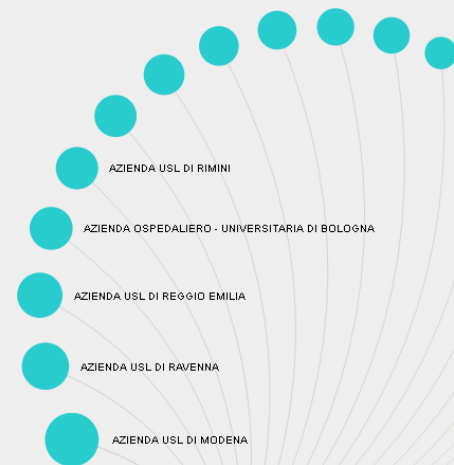 AZIENDA USL DI RIMINI
AZIENDA OSPEDALIERO - UNIVERSITARIA DI BOLOGNA
AZIENDA USL DI REGGIO EMILIA
AZIENDA USL DI RAVENNA
AZIENDA USL DI MODENA